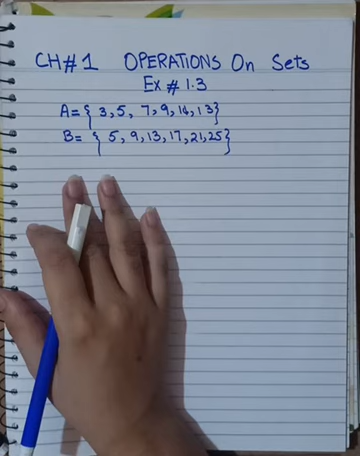 CH#1 OPERATIONS On Sets
Ex # 1.3
A= { 3, 5, 7, 9, 11, 13}
B= { 5, 9, 13, 17, 21, 25}